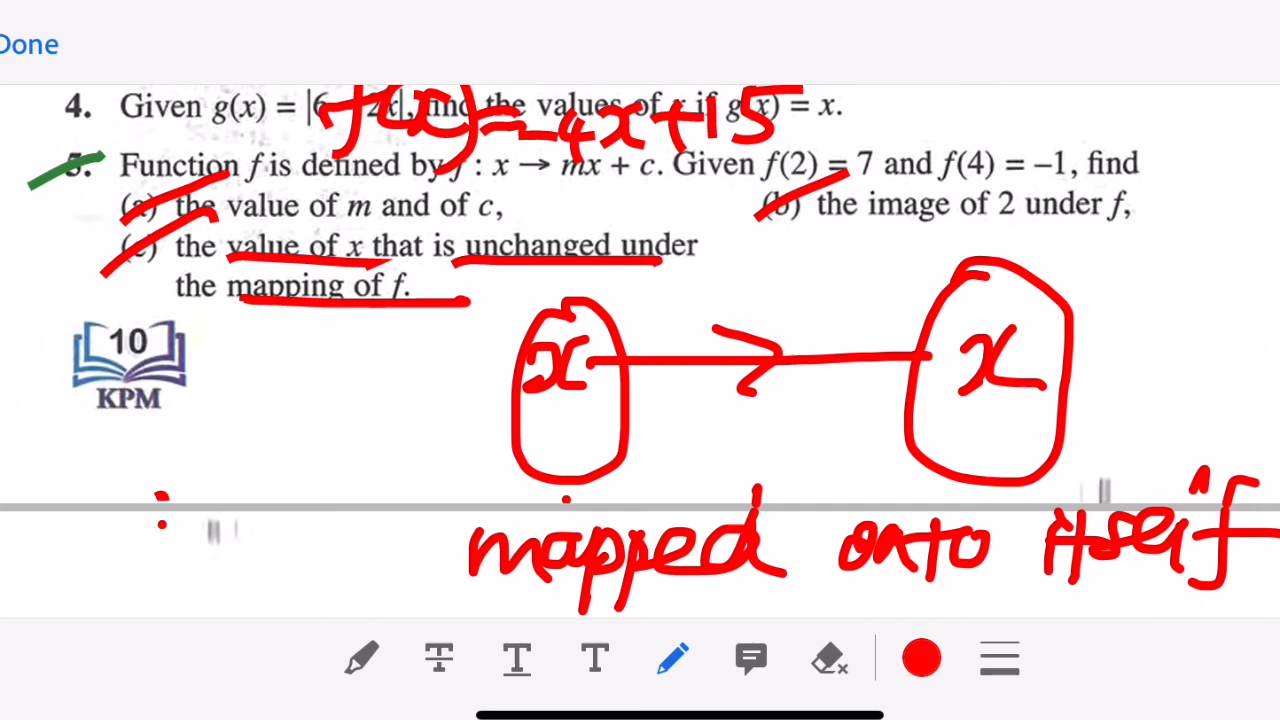 Done
4. Given g(x) = |6 – 2x|, find the values of x if g(x) = x.
f(x) = -4x + 15
5. Function f is defined by f : x → mx + c. Given f(2) = 7 and f(4) = –1, find
(a) the value of m and of c, (b) the image of 2 under f,
(c) the value of x that is unchanged under
the mapping of f.
10
KPM
x x
mapped onto itself
T T T